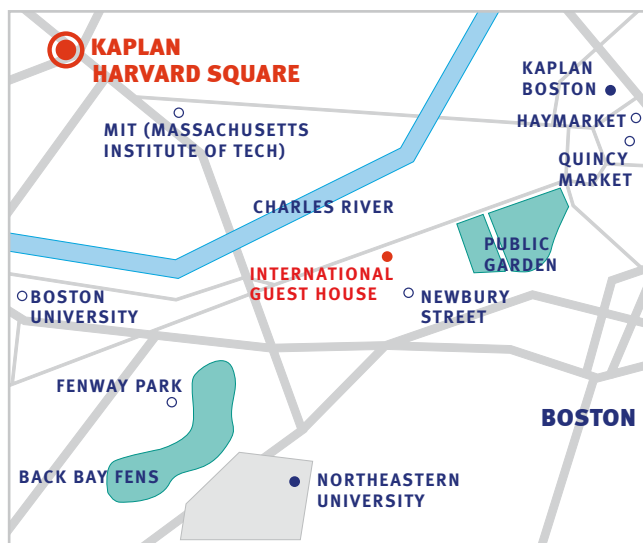 KAPLAN
HARVARD SQUARE
KAPLAN
BOSTON
HAYMARKET
MIT (MASSACHUSETTS
INSTITUTE OF TECH)
QUINCY
MARKET
CHARLES RIVER
PUBLIC
GARDEN
INTERNATIONAL
GUEST HOUSE
BOSTON
UNIVERSITY
NEWBURY
STREET
FENWAY PARK
BOSTON
BACK BAY FENS
NORTHEASTERN
UNIVERSITY